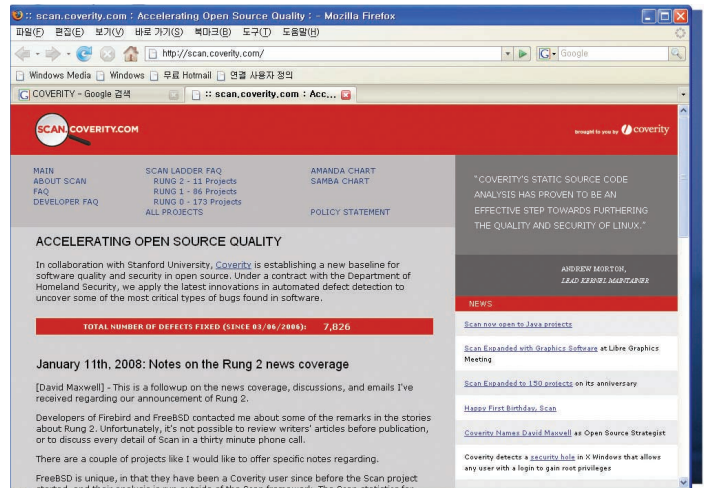 :: scan.coverity.com : Accelerating Open Source Quality : - Mozilla Firefox
파일(F) 편집(E) 보기(V) 바로 가기(S) 북마크(B) 도구(T) 도움말(H)
http://scan.coverity.com/
Google
Windows Media Windows 무료 Hotmail 연결 사용자 정의
COVERITY - Google 검색
:: scan.coverity.com : Acc...
SCAN.COVERITY.COM
brought to you by coverity
MAIN
ABOUT SCAN
FAQ
DEVELOPER FAQ
SCAN LADDER FAQ
RUNG 2 - 11 Projects
RUNG 1 - 86 Projects
RUNG 0 - 173 Projects
ALL PROJECTS
AMANDA CHART
SAMBA CHART
POLICY STATEMENT
"COVERITY'S STATIC SOURCE CODE
ANALYSIS HAS PROVEN TO BE AN
EFFECTIVE STEP TOWARDS FURTHERING
THE QUALITY AND SECURITY OF LINUX."
ANDREW MORTON,
LEAD KERNEL MAINTAINER
ACCELERATING OPEN SOURCE QUALITY
In collaboration with Stanford University, Coverity is establishing a new baseline for
software quality and security in open source. Under a contract with the Department of
Homeland Security, we apply the latest innovations in automated defect detection to
uncover some of the most critical types of bugs found in software.
TOTAL NUMBER OF DEFECTS FIXED (SINCE 03/06/2006): 7,826
January 11th, 2008: Notes on the Rung 2 news coverage
[David Maxwell] - This is a followup on the news coverage, discussions, and emails I've
received regarding our announcement of Rung 2.
Developers of Firebird and FreeBSD contacted me about some of the remarks in the stories
about Rung 2. Unfortunately, it's not possible to review writers' articles before publication,
or to discuss every detail of Scan in a thirty minute phone call.
There are a couple of projects like I would like to offer specific notes regarding.
FreeBSD is unique, in that they have been a Coverity user since before the Scan project
started, and their analysis is run outside of the Scan framework. The Scan statistics for
NEWS
Scan now open to Java projects
Scan Expanded with Graphics Software at Libre Graphics
Meeting
Scan Expanded to 150 projects on its anniversary
Happy First Birthday, Scan
Coverity Names David Maxwell as Open Source Strategist
Coverity detects a security hole in X Windows that allows
any user with a login to gain root privileges